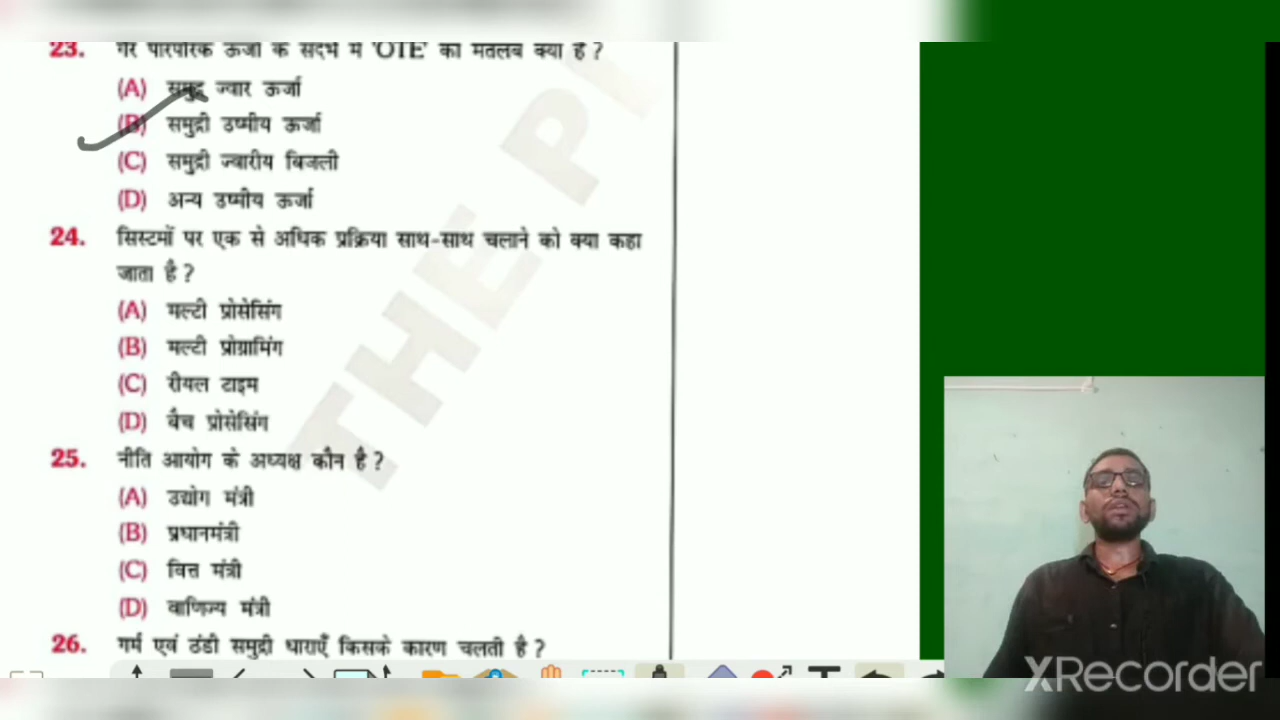 23. गैर पारंपरिक ऊर्जा के संदर्भ में 'OTE' का मतलब क्या है ?
(A) समुद्र ज्वार ऊर्जा
(B) समुद्री उष्मीय ऊर्जा
(C) समुद्री ज्वारीय बिजली
(D) अन्य उष्मीय ऊर्जा
24. सिस्टमों पर एक से अधिक प्रक्रिया साथ-साथ चलाने को क्या कहा
जाता है ?
(A) मल्टी प्रोसेसिंग
(B) मल्टी प्रोग्रामिंग
(C) रीयल टाइम
(D) बैच प्रोसेसिंग
25. नीति आयोग के अध्यक्ष कौन है ?
(A) उद्योग मंत्री
(B) प्रधानमंत्री
(C) वित्त मंत्री
(D) वाणिज्य मंत्री
26. गर्म एवं ठंडी समुद्री धाराएँ किसके कारण चलती है ?
THE
XRecorder